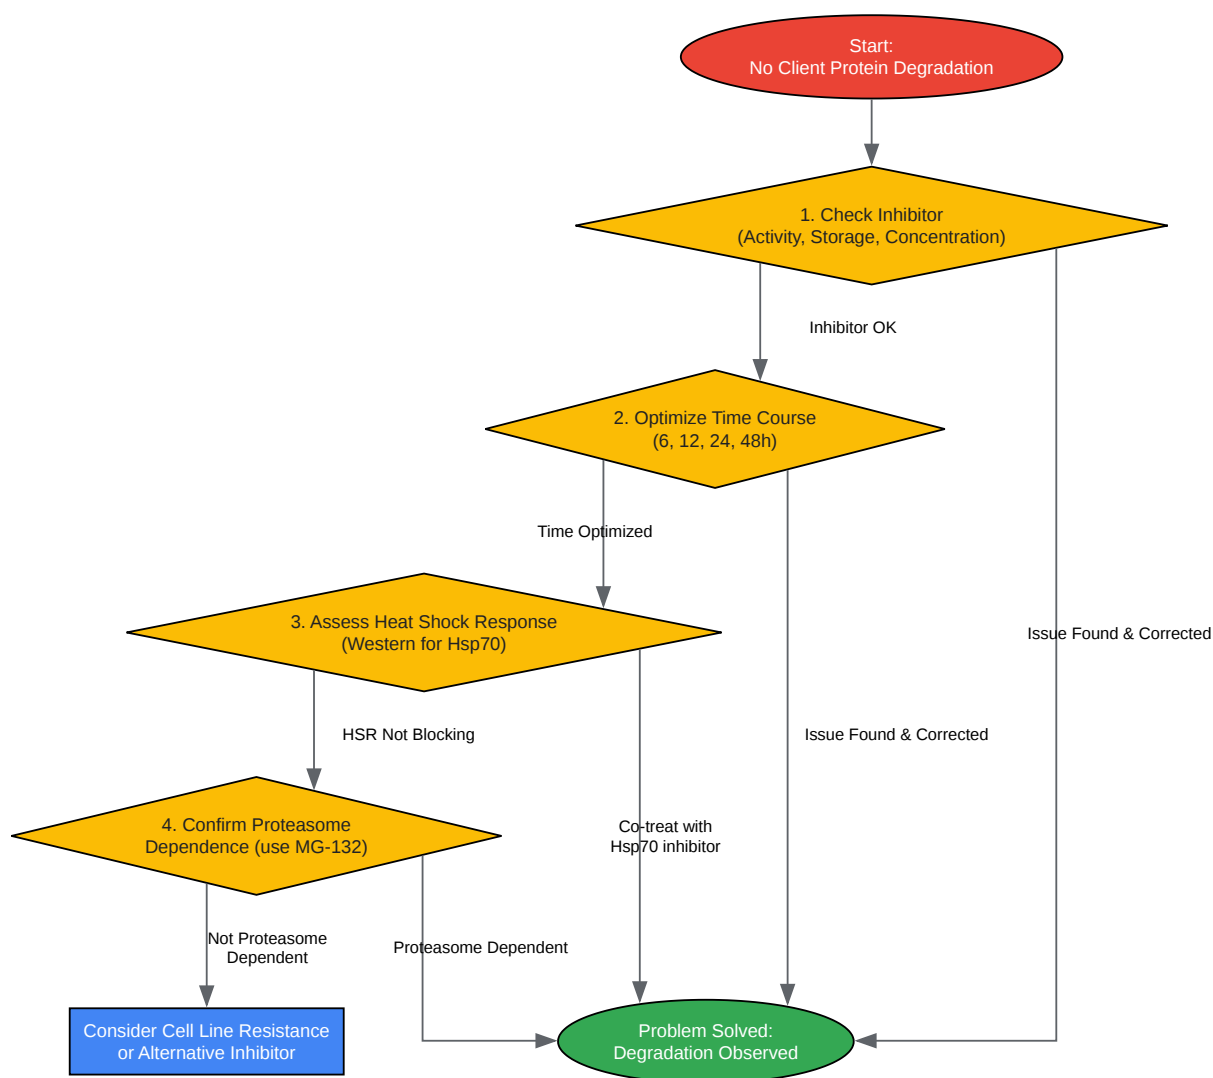 Start:
No Client Protein Degradation
1. Check Inhibitor
(Activity, Storage, Concentration)
Inhibitor OK
2. Optimize Time Course
(6, 12, 24, 48h)
Time Optimized
3. Assess Heat Shock Response
(Western for Hsp70)
Issue Found & Corrected
HSR Not Blocking
Issue Found & Corrected
4. Confirm Proteasome
Dependence (use MG-132)
Co-treat with
Hsp70 inhibitor
Not Proteasome
Dependent
Proteasome Dependent
Consider Cell Line Resistance
or Alternative Inhibitor
Problem Solved:
Degradation Observed